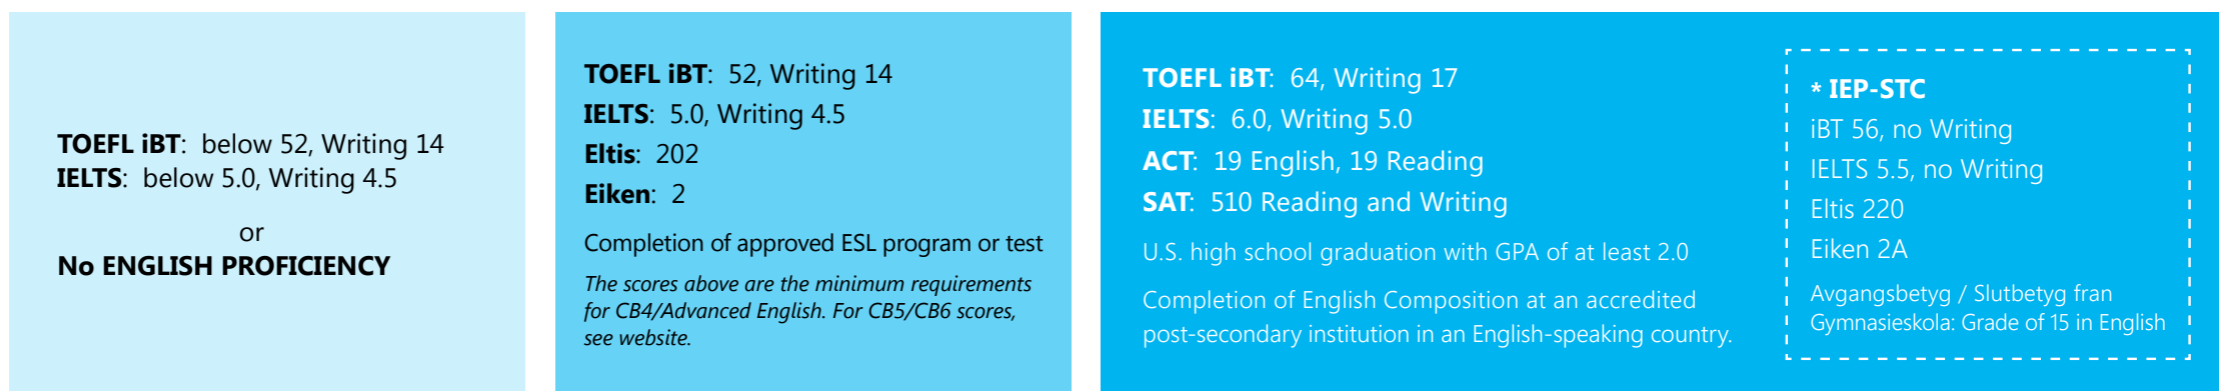 TOEFL iBT: below 52, Writing 14
IELTS: below 5.0, Writing 4.5
or
No ENGLISH PROFICIENCY
TOEFL iBT: 52, Writing 14
IELTS: 5.0, Writing 4.5
Eltis: 202
Eiken: 2
Completion of approved ESL program or test
The scores above are the minimum requirements
for CB4/Advanced English. For CB5/CB6 scores,
see website.
TOEFL iBT: 64, Writing 17
IELTS: 6.0, Writing 5.0
ACT: 19 English, 19 Reading
SAT: 510 Reading and Writing
U.S. high school graduation with GPA of at least 2.0
Completion of English Composition at an accredited
post-secondary institution in an English-speaking country.
* IEP-STC
iBT 56, no Writing
IELTS 5.5, no Writing
Eltis 220
Eiken 2A
Avgangsbetyg / Slutbetyg fran
Gymnasieskola: Grade of 15 in English